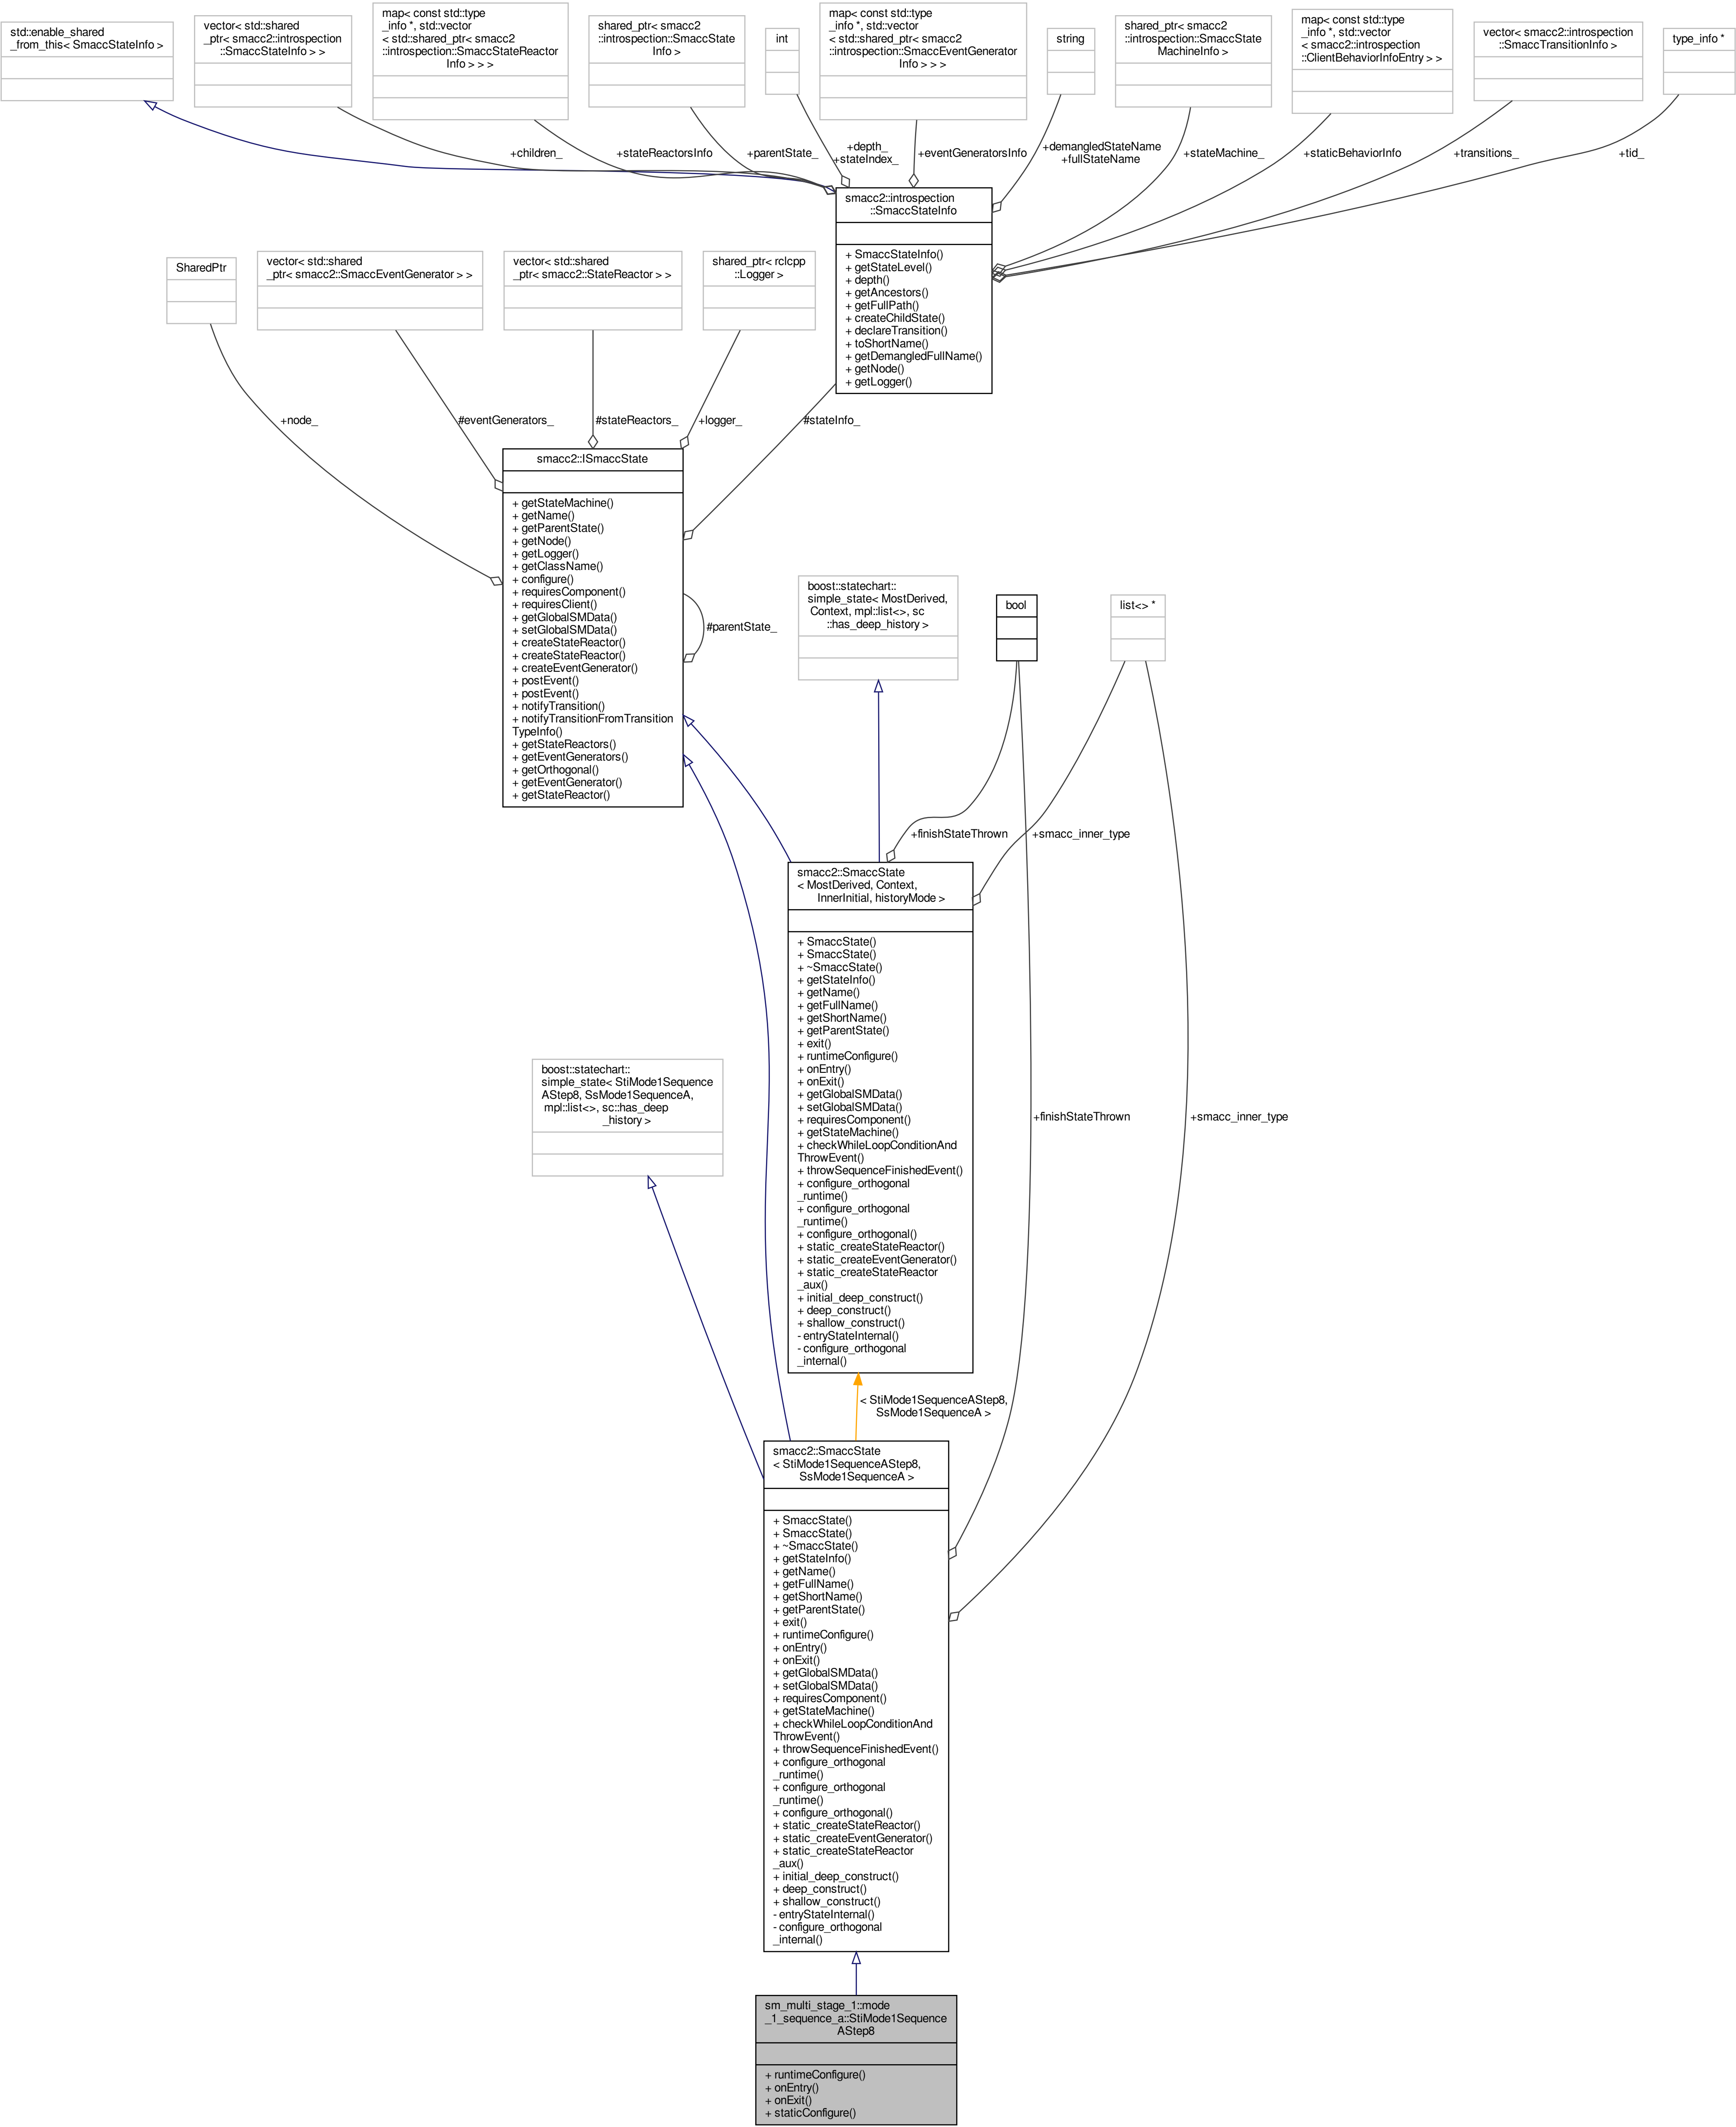 std::enable_shared
_from_this< SmaccStateInfo >
vector< std::shared
_ptr< smacc2::introspection
::SmaccStateInfo > >
map< const std::type
_info *, std::vector
< std::shared_ptr< smacc2
::introspection::SmaccStateReactor
Info > > >
shared_ptr< smacc2
::introspection::SmaccState
Info >
int
map< const std::type
_info *, std::vector
< std::shared_ptr< smacc2
::introspection::SmaccEventGenerator
Info > > >
string
shared_ptr< smacc2
::introspection::SmaccState
MachineInfo >
map< const std::type
_info *, std::vector
< smacc2::introspection
::ClientBehaviorInfoEntry > >
vector< smacc2::introspection
::SmaccTransitionInfo >
type_info *
+children_
+stateReactorsInfo
+parentState_
+depth_
+stateIndex_
+eventGeneratorsInfo
+demangledStateName
+fullStateName
+stateMachine_
+staticBehaviorInfo
+transitions_
+tid_
smacc2::introspection
::SmaccStateInfo
+ SmaccStateInfo()
+ getStateLevel()
+ depth()
+ getAncestors()
+ getFullPath()
+ createChildState()
+ declareTransition()
+ toShortName()
+ getDemangledFullName()
+ getNode()
+ getLogger()
SharedPtr
vector< std::shared
_ptr< smacc2::SmaccEventGenerator > >
vector< std::shared
_ptr< smacc2::StateReactor > >
shared_ptr< rclcpp
::Logger >
+node_
#eventGenerators_
#stateReactors_
+logger_
#stateInfo_
smacc2::ISmaccState
+ getStateMachine()
+ getName()
+ getParentState()
+ getNode()
+ getLogger()
+ getClassName()
+ configure()
+ requiresComponent()
+ requiresClient()
+ getGlobalSMData()
+ setGlobalSMData()
+ createStateReactor()
+ createStateReactor()
+ createEventGenerator()
+ postEvent()
+ postEvent()
+ notifyTransition()
+ notifyTransitionFromTransition
TypeInfo()
+ getStateReactors()
+ getEventGenerators()
+ getOrthogonal()
+ getEventGenerator()
+ getStateReactor()
#parentState_
boost::statechart::
simple_state< MostDerived,
Context, mpl::list<>, sc
::has_deep_history >
bool
list<> *
+finishStateThrown
+smacc_inner_type
smacc2::SmaccState
< MostDerived, Context,
InnerInitial, historyMode >
+ SmaccState()
+ SmaccState()
+ ~SmaccState()
+ getStateInfo()
+ getName()
+ getFullName()
+ getShortName()
+ getParentState()
+ exit()
+ runtimeConfigure()
+ onEntry()
+ onExit()
+ getGlobalSMData()
+ setGlobalSMData()
+ requiresComponent()
+ getStateMachine()
+ checkWhileLoopConditionAnd
ThrowEvent()
+ throwSequenceFinishedEvent()
+ configure_orthogonal
_runtime()
+ configure_orthogonal
_runtime()
+ configure_orthogonal()
+ static_createStateReactor()
+ static_createEventGenerator()
+ static_createStateReactor
_aux()
+ initial_deep_construct()
+ deep_construct()
+ shallow_construct()
- entryStateInternal()
- configure_orthogonal
_internal()
boost::statechart::
simple_state< StiMode1Sequence
AStep8, SsMode1SequenceA,
mpl::list<>, sc::has_deep
_history >
+finishStateThrown
+smacc_inner_type
< StiMode1SequenceAStep8,
SsMode1SequenceA >
smacc2::SmaccState
< StiMode1SequenceAStep8,
SsMode1SequenceA >
+ SmaccState()
+ SmaccState()
+ ~SmaccState()
+ getStateInfo()
+ getName()
+ getFullName()
+ getShortName()
+ getParentState()
+ exit()
+ runtimeConfigure()
+ onEntry()
+ onExit()
+ getGlobalSMData()
+ setGlobalSMData()
+ requiresComponent()
+ getStateMachine()
+ checkWhileLoopConditionAnd
ThrowEvent()
+ throwSequenceFinishedEvent()
+ configure_orthogonal
_runtime()
+ configure_orthogonal
_runtime()
+ configure_orthogonal()
+ static_createStateReactor()
+ static_createEventGenerator()
+ static_createStateReactor
_aux()
+ initial_deep_construct()
+ deep_construct()
+ shallow_construct()
- entryStateInternal()
- configure_orthogonal
_internal()
sm_multi_stage_1::mode
_1_sequence_a::StiMode1Sequence
AStep8
+ runtimeConfigure()
+ onEntry()
+ onExit()
+ staticConfigure()